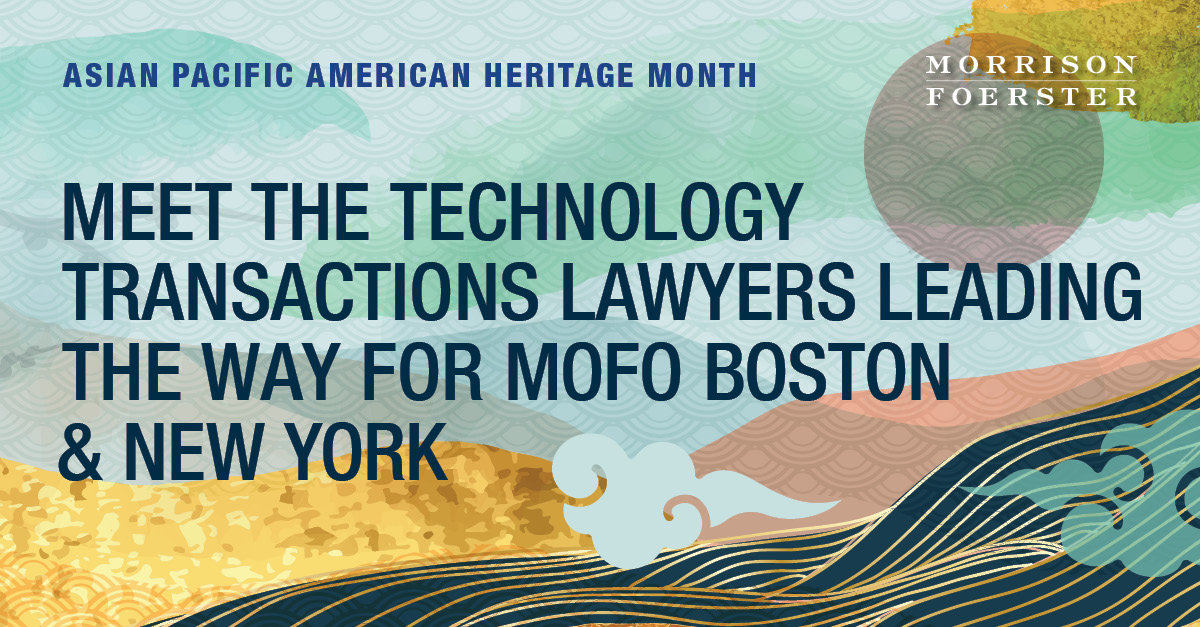 ASIAN PACIFIC AMERICAN HERITAGE MONTH
MORRISON
FOERSTER
MEET THE TECHNOLOGY
TRANSACTIONS LAWYERS LEADING
THE WAY FOR MOFO BOSTON
& NEW YORK